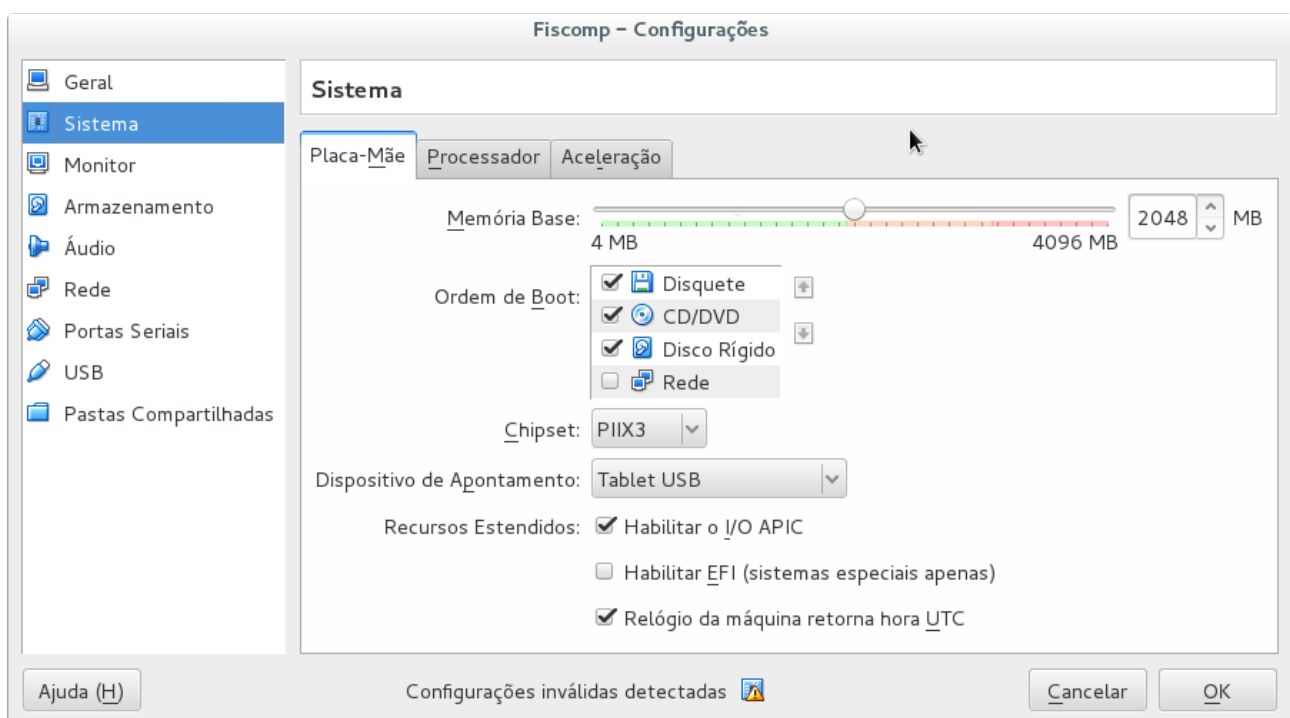 Fiscomp – Configurações
Geral
Sistema
Monitor
Armazenamento
Áudio
Rede
Portas Seriais
USB
Pastas Compartilhadas
Sistema
Placa-Mãe Processador Aceleração
Memória Base: 2048 MB
4 MB 4096 MB
Ordem de Boot:
Disquete
CD/DVD
Disco Rígido
Rede
Chipset: PIIX3
Dispositivo de Apontamento: Tablet USB
Recursos Estendidos: Habilitar o I/O APIC
Habilitar EFI (sistemas especiais apenas)
Relógio da máquina retorna hora UTC
Ajuda (H) Configurações inválidas detectadas Cancelar OK